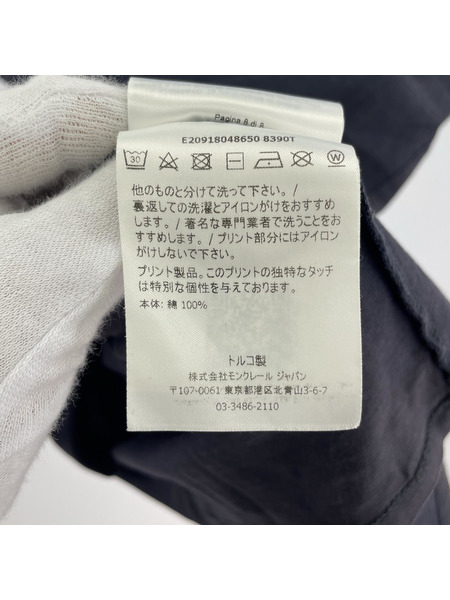 Pagina 8 di 8
E20918048650 8390T
30 W
他のものと分けて洗って下さい。/
裏返しての洗濯とアイロンがけをおすすめ
します。/ 著名な専門業者で洗うことをお
すすめします。/ プリント部分にはアイロン
がけしないで下さい。
プリント製品。このプリントの独特なタッチ
は特別な個性を与えております。
本体: 綿 100%
トルコ製
株式会社モンクレール ジャパン
〒107-0061 東京都港区北青山3-6-7
03-3486-2110